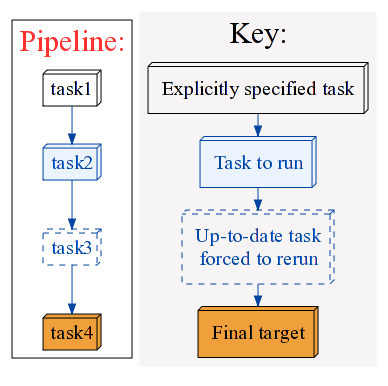 Pipeline:
task1
task2
task3
task4
Key:
Explicitly specified task
Task to run
Up-to-date task
forced to rerun
Final target